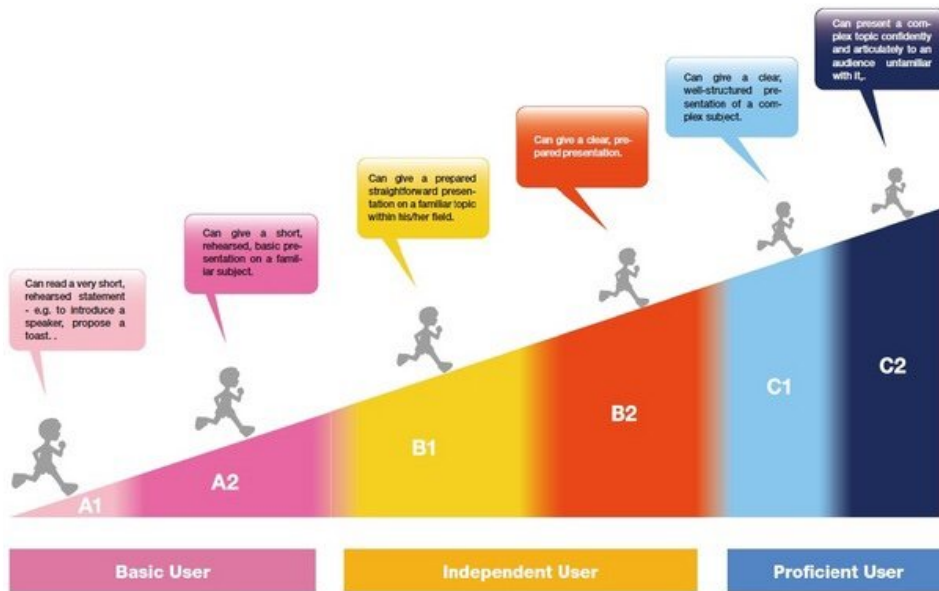 Can present a com-
plex topic confidently
and articulately to an
audience unfamiliar
with it,.
Can give a clear,
well-structured pre-
sentation of a com-
plex subject.
Can give a clear, pre-
pared presentation.
Can give a prepared
straightforward presen-
tation on a familiar topic
within his/her field.
Can give a short,
rehearsed, basic pre-
sentation on a famil-
iar subject.
Can read a very short,
rehearsed statement
- e.g. to introduce a
speaker, propose a
toast. .
A1
A2
B1
B2
C1
C2
Basic User
Independent User
Proficient User